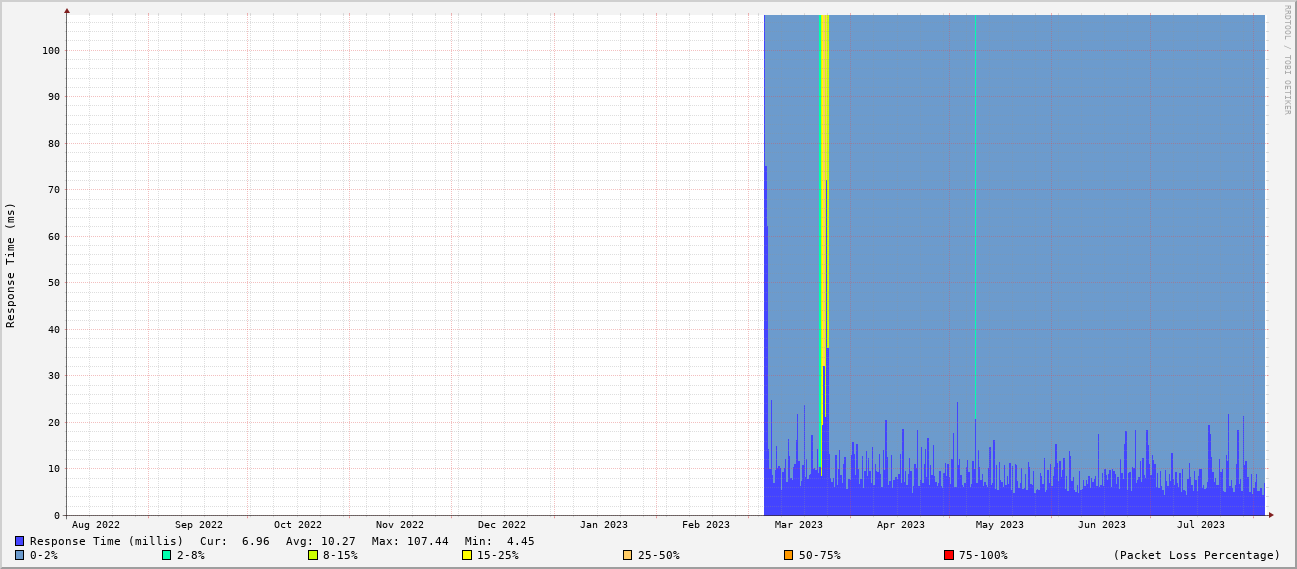 RRDTOOL / TOBI OETIKER
Response Time (ms)
100
90
80
70
60
50
40
30
20
10
0
Aug 2022 Sep 2022 Oct 2022 Nov 2022 Dec 2022 Jan 2023 Feb 2023 Mar 2023 Apr 2023 May 2023 Jun 2023 Jul 2023
Response Time (millis) Cur: 6.96 Avg: 10.27 Max: 107.44 Min: 4.45
0-2% 2-8% 8-15% 15-25% 25-50% 50-75% 75-100% (Packet Loss Percentage)